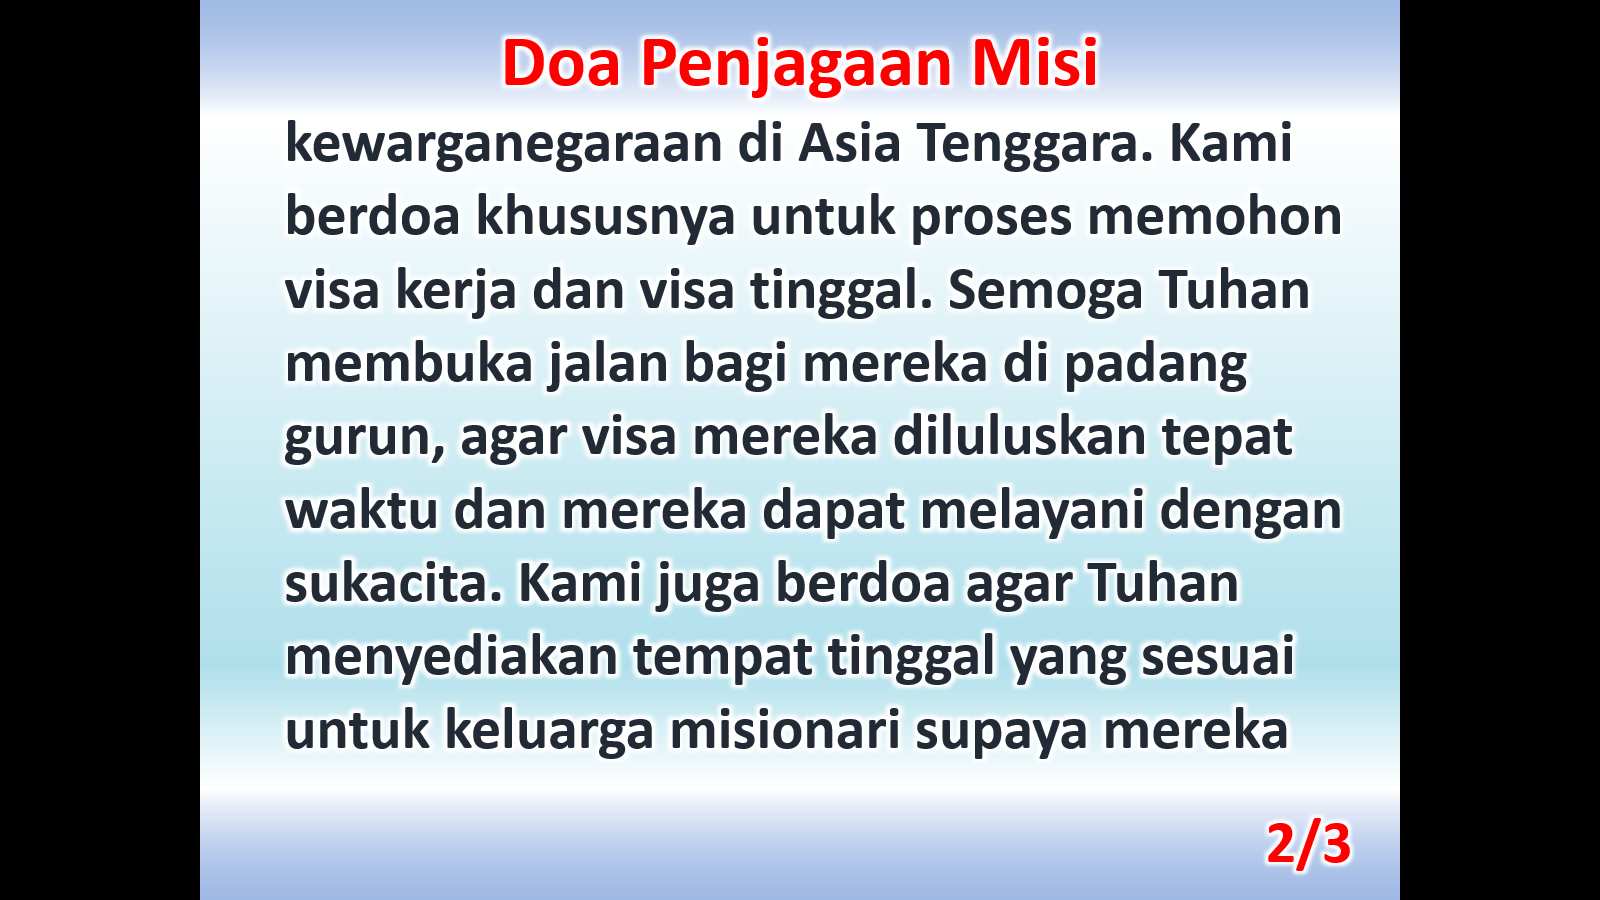 Doa Penjagaan Misi
kewarganegaraan di Asia Tenggara. Kami
berdoa khususnya untuk proses memohon
visa kerja dan visa tinggal. Semoga Tuhan
membuka jalan bagi mereka di padang
gurun, agar visa mereka diluluskan tepat
waktu dan mereka dapat melayani dengan
sukacita. Kami juga berdoa agar Tuhan
menyediakan tempat tinggal yang sesuai
untuk keluarga misionari supaya mereka
2/3